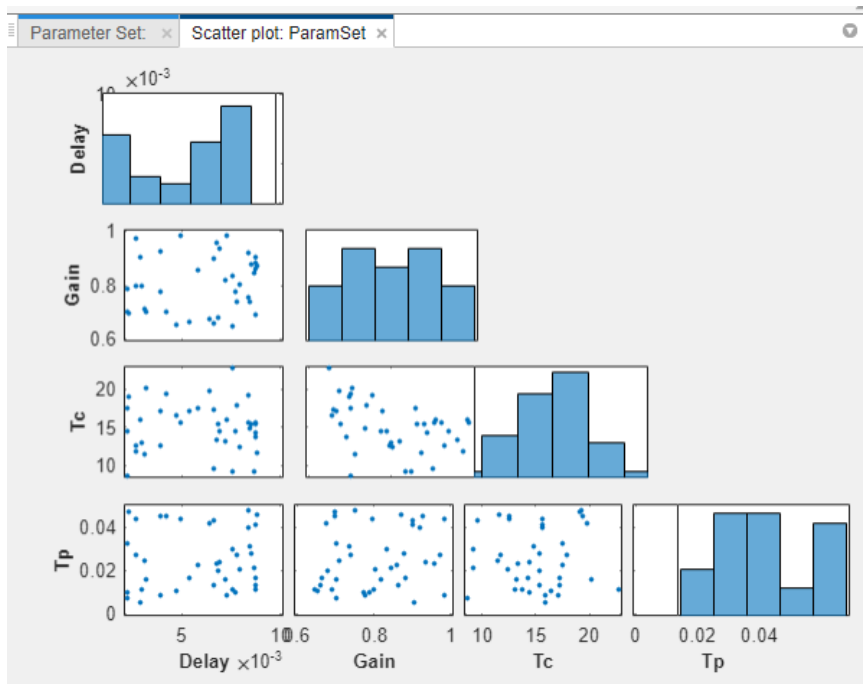 Parameter Set: × Scatter plot: ParamSet ×
10 ×10-3
Delay
1
0.8
0.6
Gain
20
15
10
Tc
0.04
0.02
0
Tp
5 10 0.6 0.8 1 10 15 20 0 0.02 0.04
Delay ×10-3 Gain Tc Tp